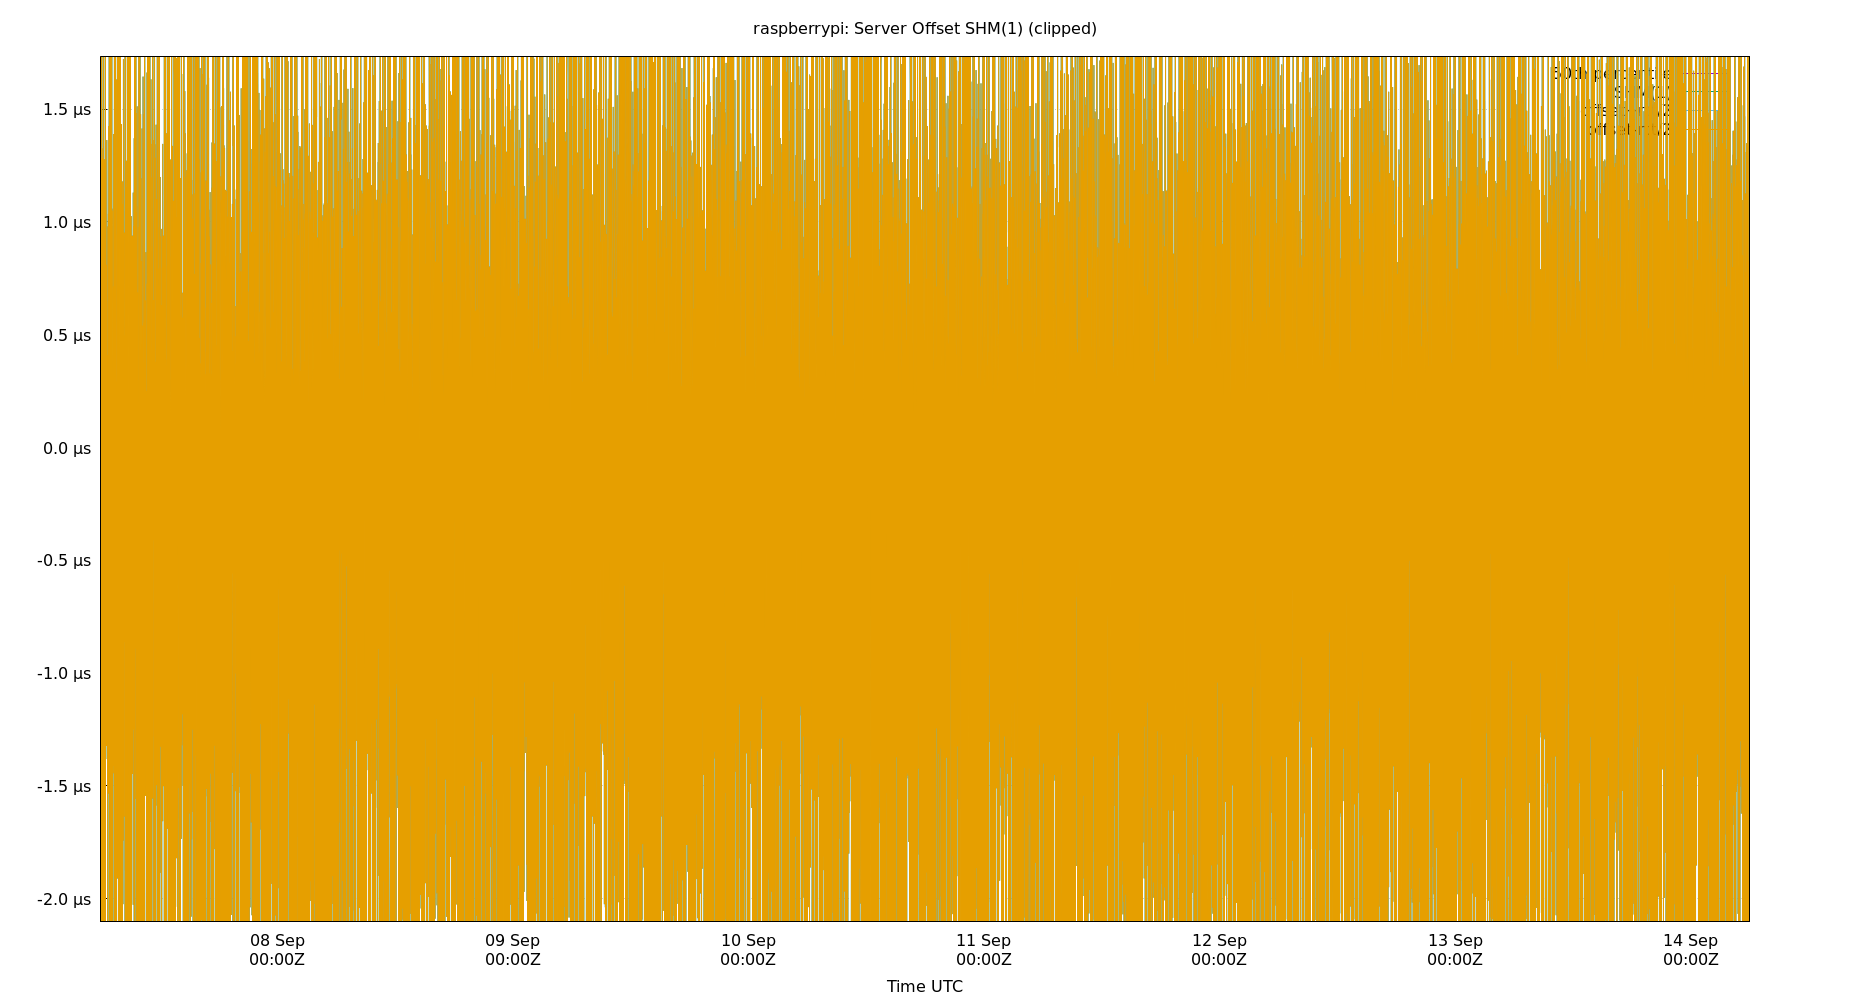 raspberrypi: Server Offset SHM(1) (clipped)
1.5 µs
1.0 µs
0.5 µs
0.0 µs
-0.5 µs
-1.0 µs
-1.5 µs
-2.0 µs
08 Sep 09 Sep 10 Sep 11 Sep 12 Sep 13 Sep 14 Sep
00:00Z 00:00Z 00:00Z 00:00Z 00:00Z 00:00Z 00:00Z
Time UTC